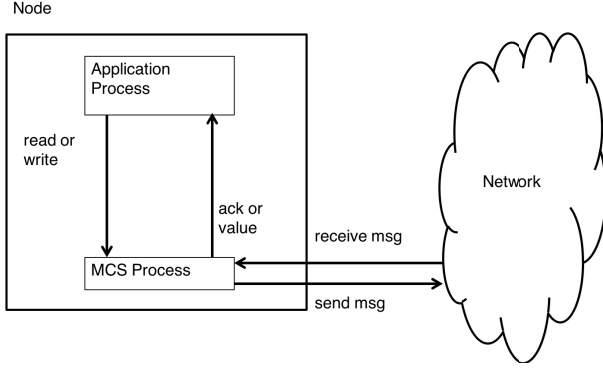 Node
Application
Process
read or
write
ack or
value
MCS Process
receive msg
send msg
Network